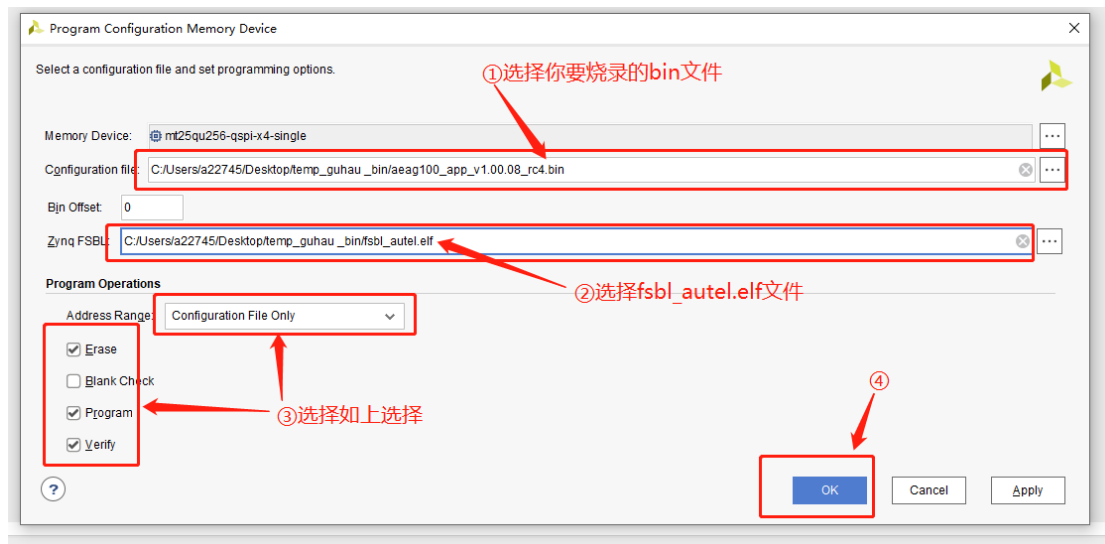 Program Configuration Memory Device
Select a configuration file and set programming options.
①选择你要烧录的bin文件
Memory Device: mt25qu256-qspi-x4-single ...
Configuration file: C:/Users/a22745/Desktop/temp_guhau _bin/aeag100_app_v1.00.08_rc4.bin ...
Bin Offset: 0
Zynq FSBL: C:/Users/a22745/Desktop/temp_guhau _bin/fsbl_autel.elf ...
Program Operations
②选择fsbl_autel.elf文件
Address Range: Configuration File Only
Erase
Blank Check
④
Program
③选择如上选择
Verify
? OK Cancel Apply